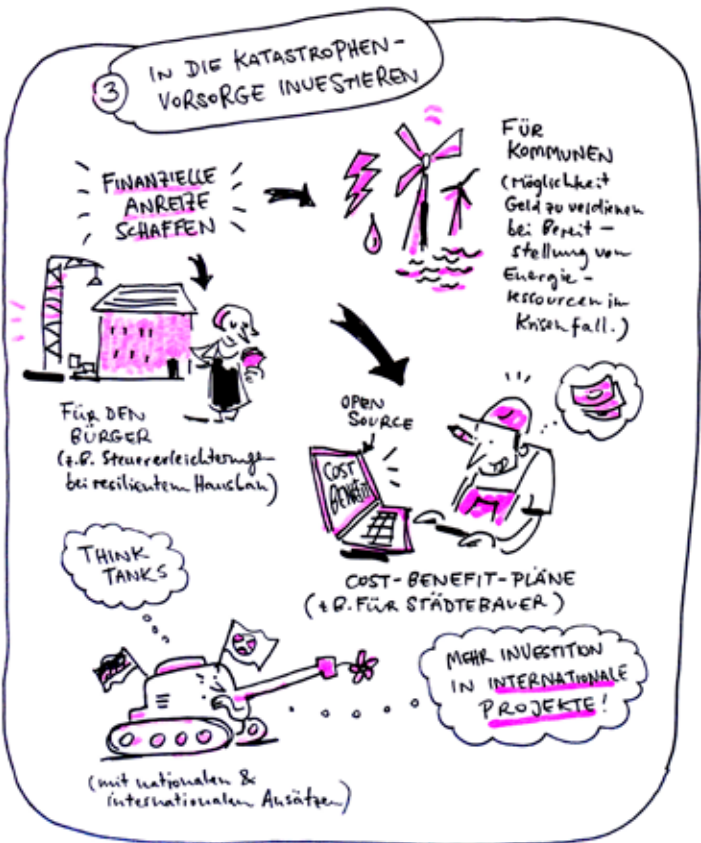 3
IN DIE KATASTROPHEN-
VORSORGE INVESTIEREN
FINANZIELLE
ANREIZE
SCHAFFEN
FÜR
KOMMUNEN
(Möglichkeit
Geld zu verdienen
bei Bereit-
stellung von
Energie-
ressourcen im
Krisenfall.)
FÜR DEN
BÜRGER
(z.B. Steuererleichterungen
bei resilientem Hausbau)
OPEN
SOURCE
COST
BENEFIT
COST-BENEFIT-PLÄNE
(z.B. FÜR STÄDTEBAUER)
THINK
TANKS
MEHR INVESTITION
IN INTERNATIONALE
PROJEKTE!
(mit nationalen &
internationalen Ansätzen)